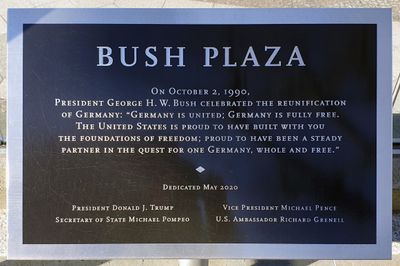 BUSH PLAZA
ON OCTOBER 2, 1990,
PRESIDENT GEORGE H. W. BUSH CELEBRATED THE REUNIFICATION
OF GERMANY: “GERMANY IS UNITED; GERMANY IS FULLY FREE.
THE UNITED STATES IS PROUD TO HAVE BUILT WITH YOU
THE FOUNDATIONS OF FREEDOM; PROUD TO HAVE BEEN A STEADY
PARTNER IN THE QUEST FOR ONE GERMANY, WHOLE AND FREE.”
DEDICATED MAY 2020
PRESIDENT DONALD J. TRUMP
VICE PRESIDENT MICHAEL PENCE
SECRETARY OF STATE MICHAEL POMPEO
U.S. AMBASSADOR RICHARD GRENELL